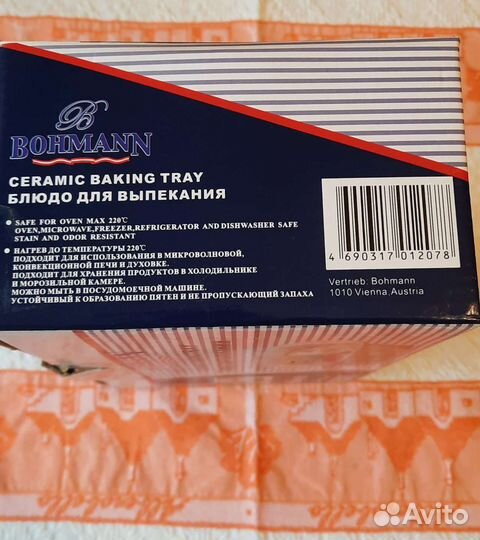 B
BOHMANN
CERAMIC BAKING TRAY
БЛЮДО ДЛЯ ВЫПЕКАНИЯ
• SAFE FOR OVEN MAX 220℃
OVEN,MICROWAVE,FREEZER,REFRIGERATOR AND DISHWASHER SAFE
STAIN AND ODOR RESISTANT
• НАГРЕВ ДО ТЕМПЕРАТУРЫ 220℃
ПОДХОДИТ ДЛЯ ИСПОЛЬЗОВАНИЯ В МИКРОВОЛНОВОЙ,
КОНВЕКЦИОННОЙ ПЕЧИ И ДУХОВКЕ.
ПОДХОДИТ ДЛЯ ХРАНЕНИЯ ПРОДУКТОВ В ХОЛОДИЛЬНИКЕ
И МОРОЗИЛЬНОЙ КАМЕРЕ.
МОЖНО МЫТЬ В ПОСУДОМОЕЧНОЙ МАШИНЕ.
УСТОЙЧИВЫЙ К ОБРАЗОВАНИЮ ПЯТЕН И НЕ ПРОПУСКАЮЩИЙ ЗАПАХА
4 690317 012078
Vertrieb: Bohmann
1010 Vienna,Austria
Avito